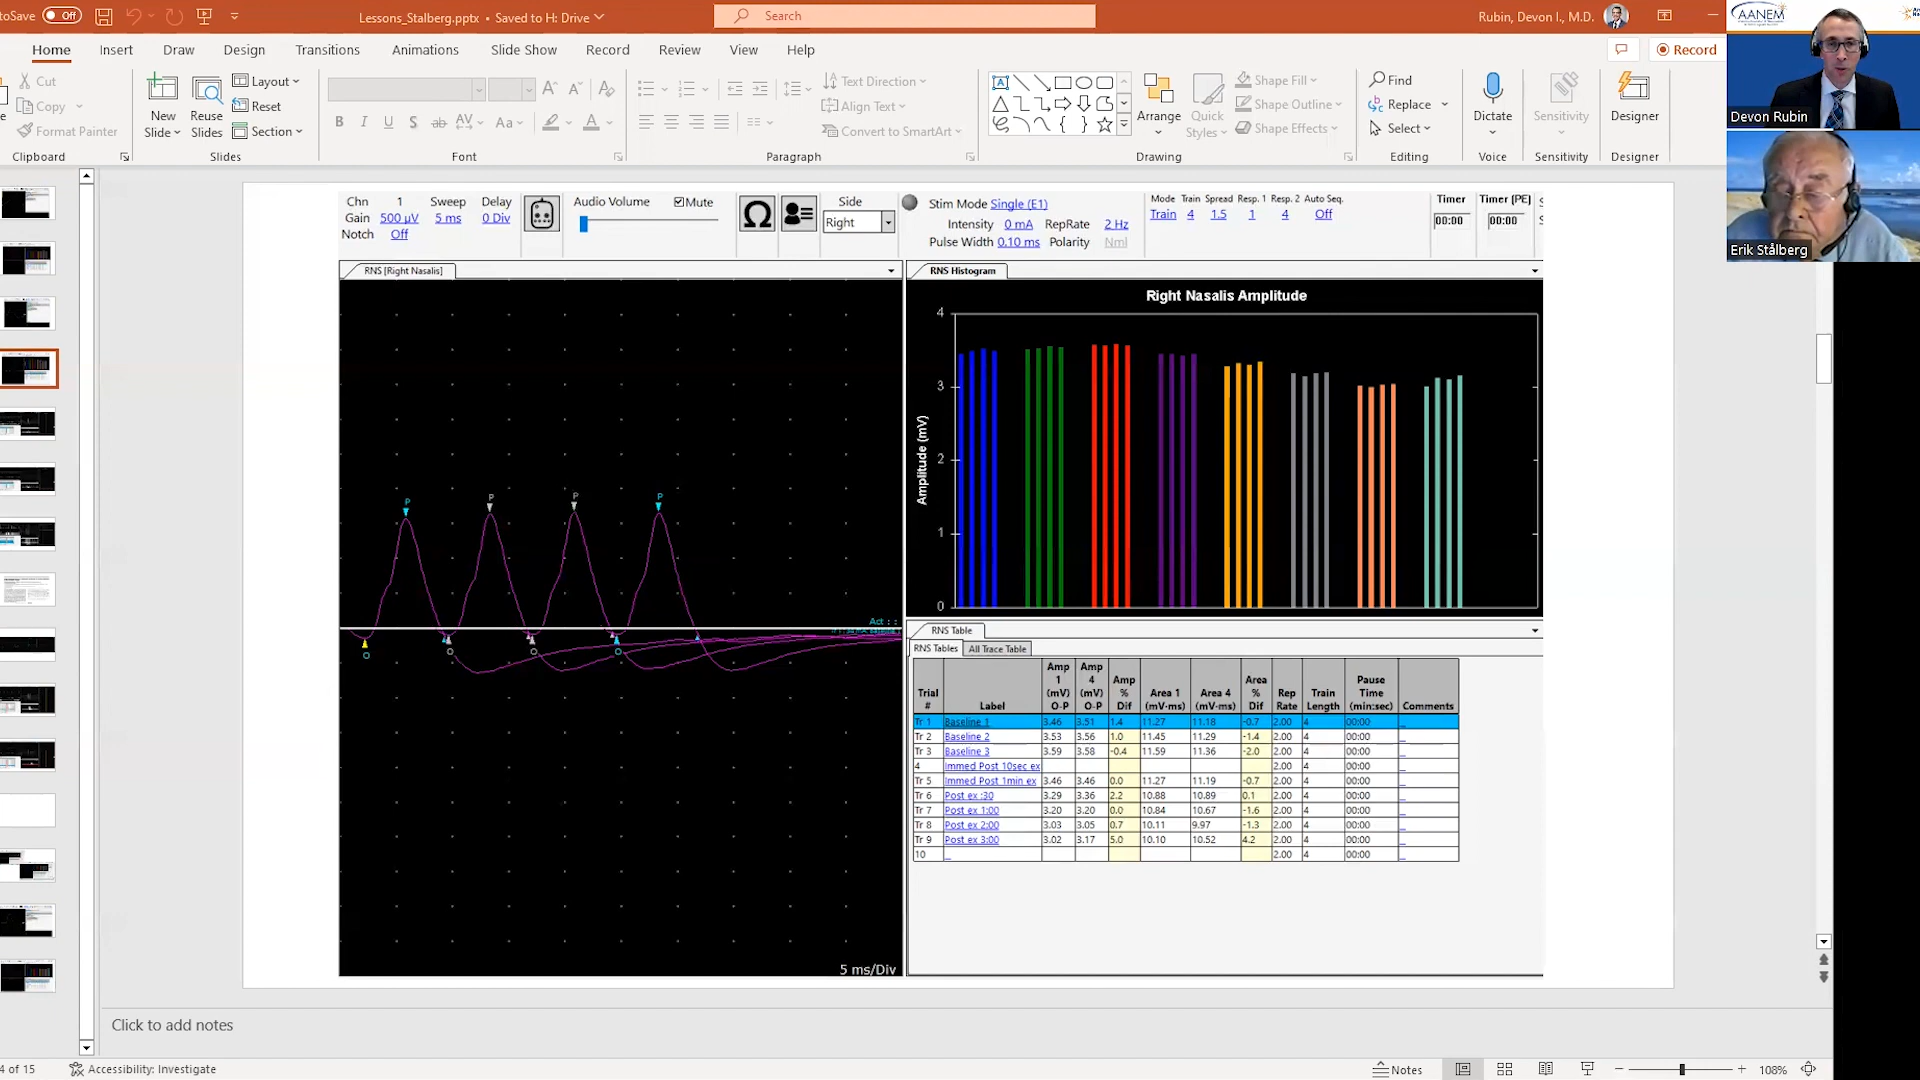 toSave Off
Lessons_Stalberg.pptx • Saved to H: Drive
Search
Rubin, Devon I., M.D.
AANEM
Home Insert Draw Design Transitions Animations Slide Show Record Review View Help
Record
Cut
Copy
Format Painter
Clipboard
New Slide
Reuse Slides
Layout
Reset
Section
Slides
Font
Text Direction
Align Text
Convert to SmartArt
Paragraph
Arrange
Quick Styles
Shape Fill
Shape Outline
Shape Effects
Drawing
Find
Replace
Select
Editing
Dictate
Voice
Sensitivity
Sensitivity
Designer
Designer
Devon Rubin
Erik Stålberg
Chn 1 Sweep Delay
Gain 500 µV 5 ms 0 Div
Notch Off
Audio Volume Mute
Side
Right
Stim Mode Single (E1)
Intensity 0 mA RepRate 2 Hz
Pulse Width 0.10 ms Polarity Nml
Mode Train Spread Resp. 1 Resp. 2 Auto Seq.
Train 4 1.5 1 4 Off
Timer Timer (PE)
00:00 00:00
RNS [Right Nasalis]
P P P P
O O O O
Act : :
5 ms/Div
RNS Histogram
Right Nasalis Amplitude
Amplitude (mV)
4
3
2
1
0
RNS Table
RNS Tables All Trace Table
Trial # Label Amp 1 (mV) O-P Amp 4 (mV) O-P Amp % Dif Area 1 (mV·ms) Area 4 (mV·ms) Area % Dif Rep Rate Train Length Pause Time (min:sec) Comments
Tr 1 Baseline 1 3.46 3.51 1.4 11.27 11.18 -0.7 2.00 4 00:00
Tr 2 Baseline 2 3.53 3.56 1.0 11.45 11.29 -1.4 2.00 4 00:00
Tr 3 Baseline 3 3.59 3.58 -0.4 11.59 11.36 -2.0 2.00 4 00:00
4 Immed Post 10sec ex 2.00 4 00:00
Tr 5 Immed Post 1min ex 3.46 3.46 0.0 11.27 11.19 -0.7 2.00 4 00:00
Tr 6 Post ex :30 3.29 3.36 2.2 10.88 10.89 0.1 2.00 4 00:00
Tr 7 Post ex 1:00 3.20 3.20 0.0 10.84 10.67 -1.6 2.00 4 00:00
Tr 8 Post ex 2:00 3.03 3.05 0.7 10.11 9.97 -1.3 2.00 4 00:00
Tr 9 Post ex 3:00 3.02 3.17 5.0 10.10 10.52 4.2 2.00 4 00:00
10 2.00 4 00:00
Click to add notes
4 of 15 Accessibility: Investigate
Notes
108%